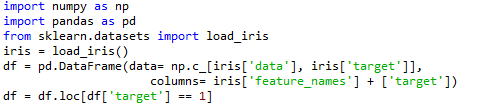 import numpy as np
import pandas as pd
from sklearn.datasets import load_iris
iris = load_iris()
df = pd.DataFrame(data= np.c_[iris['data'], iris['target']],
                     columns= iris['feature_names'] + ['target'])
df = df.loc[df['target'] == 1]